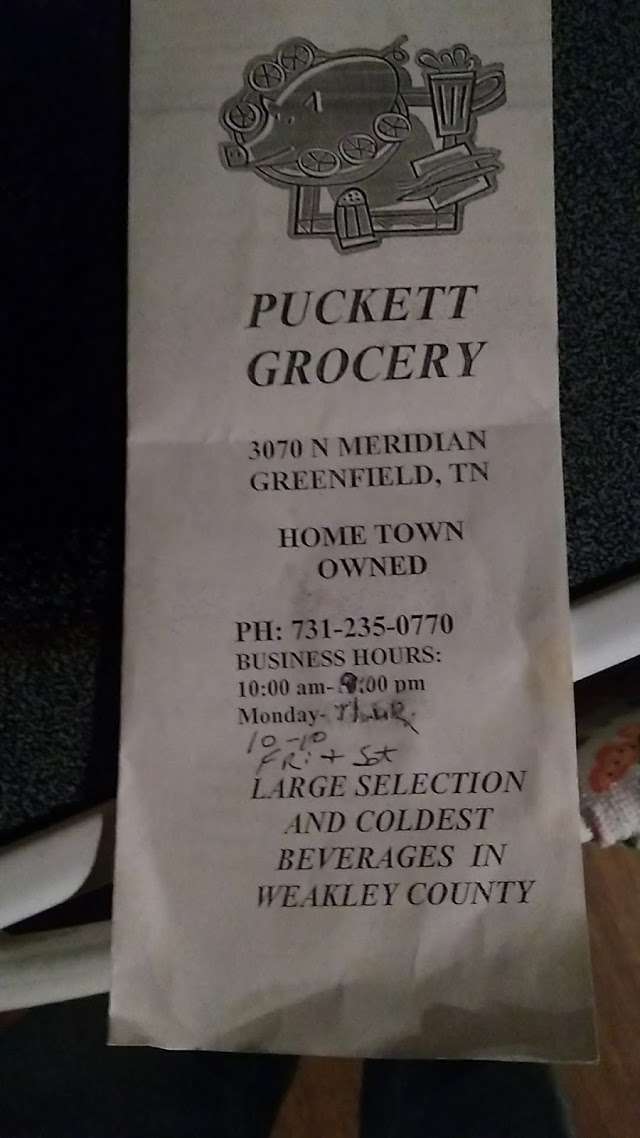 PUCKETT
GROCERY
3070 N MERIDIAN
GREENFIELD, TN
HOME TOWN
OWNED
PH: 731-235-0770
BUSINESS HOURS:
10:00 am- 9:00 pm
Monday- THUR.
10-10
FRi + Sat
LARGE SELECTION
AND COLDEST
BEVERAGES IN
WEAKLEY COUNTY